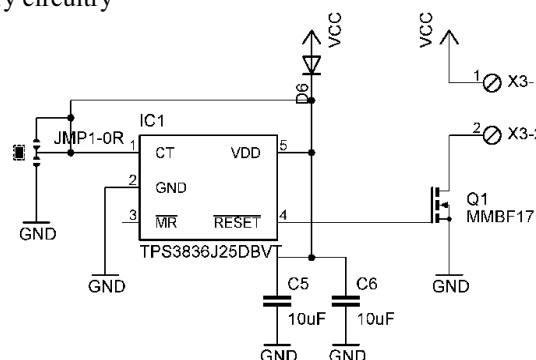 y circuitry
VCC
VCC
D6
1
X3-
IC1
JMP1-0R
1
CT
VDD
5
2
X3-2
2
GND
3
MR
RESET
4
Q1
MMBF17
TPS3836J25DBVT
GND
GND
C5
C6
GND
10uF
10uF
GND
GND